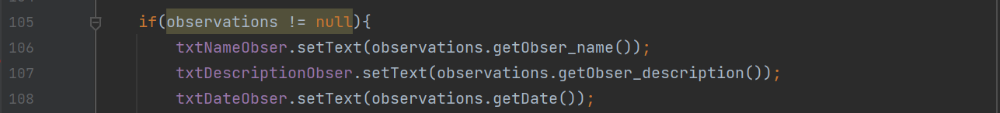 105 if(observations != null){
106 txtNameObser.setText(observations.getObser_name());
107 txtDescriptionObser.setText(observations.getObser_description());
108 txtDateObser.setText(observations.getDate());